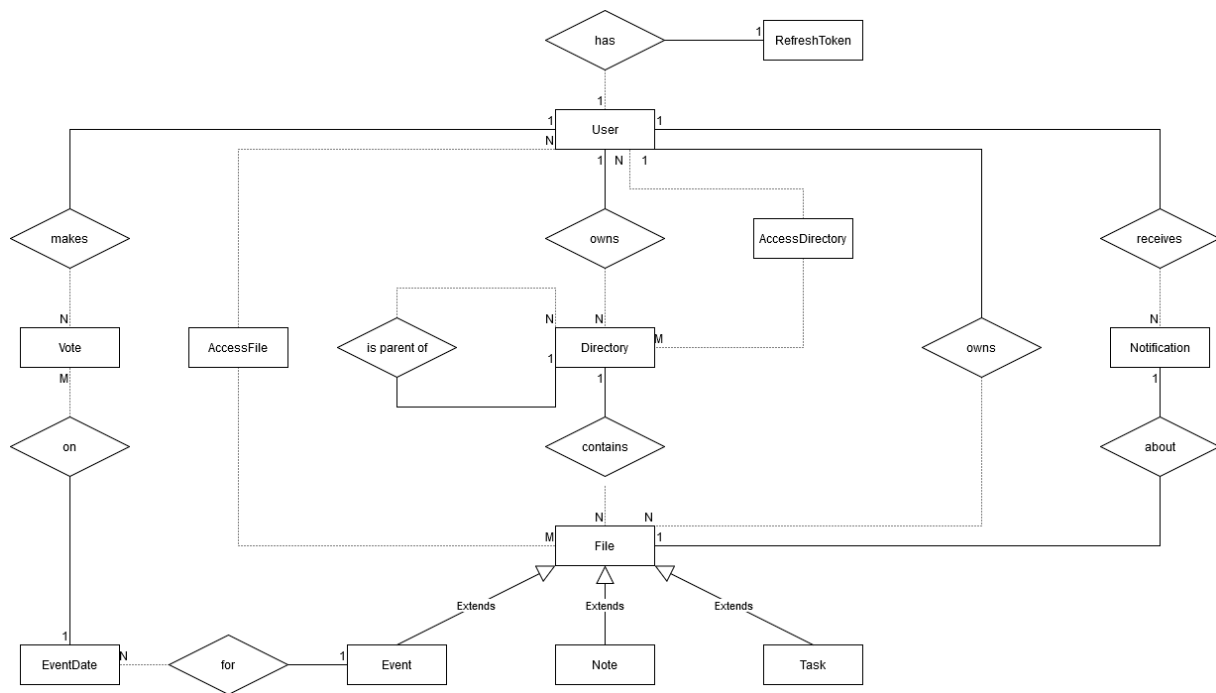 has
1
RefreshToken
1
1
User
1
N
1
N
1
makes
owns
AccessDirectory
receives
N
N
N
N
Vote
AccessFile
is parent of
Directory
M
owns
Notification
M
1
1
1
on
contains
about
N
N
M
File
1
Extends
Extends
Extends
1
N
1
EventDate
for
Event
Note
Task